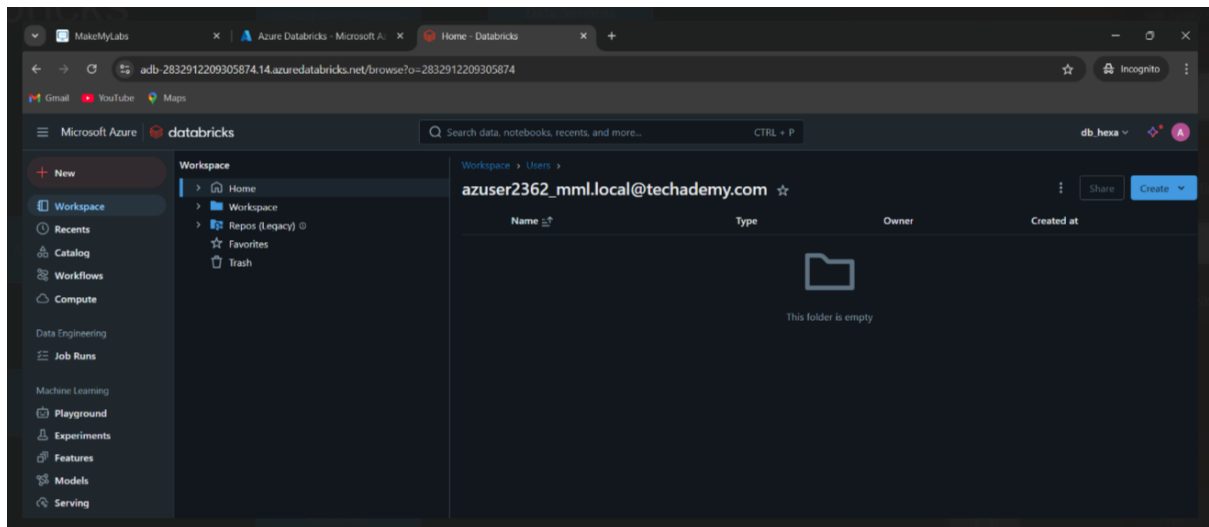 MakeMyLabs
Azure Databricks - Microsoft A
Home - Databricks
adb-2832912209305874.14.azuredatabricks.net/browse?o=2832912209305874
Incognito
Gmail YouTube Maps
Microsoft Azure databricks
Search data, notebooks, recents, and more... CTRL + P
db_hexa
A
New
Workspace
Recents
Catalog
Workflows
Compute
Data Engineering
Job Runs
Machine Learning
Playground
Experiments
Features
Models
Serving
Workspace
Home
Workspace
Repos (Legacy)
Favorites
Trash
Workspace > Users >
azuser2362_mml.local@techademy.com
Share Create
Name Type Owner Created at
This folder is empty